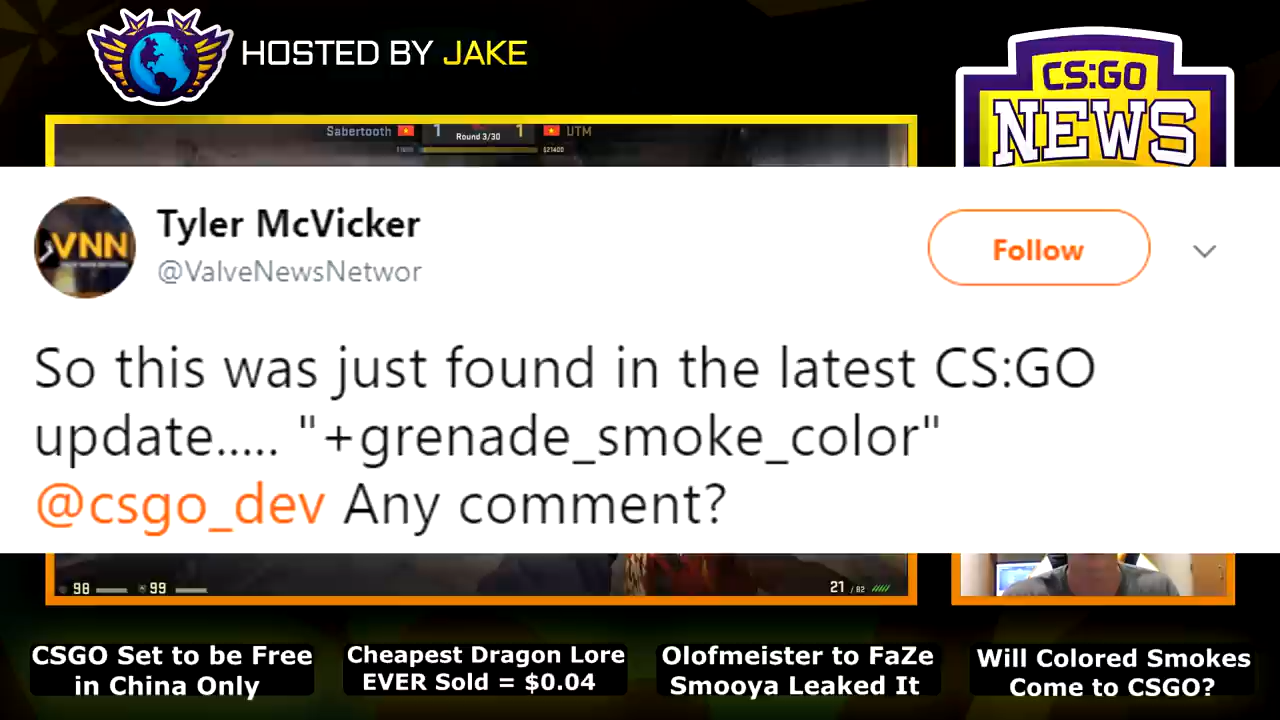 HOSTED BY JAKE
CS:GO
NEWS
Sabertooth 1 Round 3/30 1 UTM
$21400
VNN
Tyler McVicker
@ValveNewsNetwor
Follow
So this was just found in the latest CS:GO
update..... "+grenade_smoke_color"
@csgo_dev Any comment?
98 99
21 / 82
CSGO Set to be Free
in China Only
Cheapest Dragon Lore
EVER Sold = $0.04
Olofmeister to FaZe
Smooya Leaked It
Will Colored Smokes
Come to CSGO?